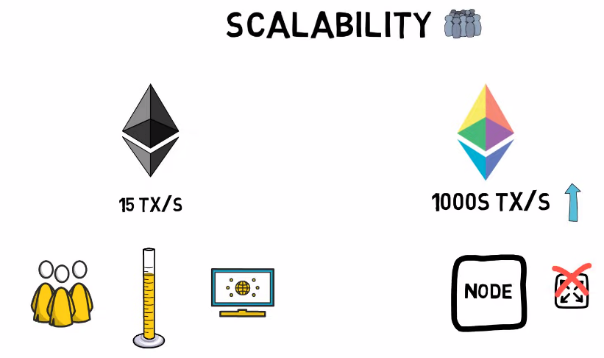 SCALABILITY
15 TX/S
1000S TX/S
NODE